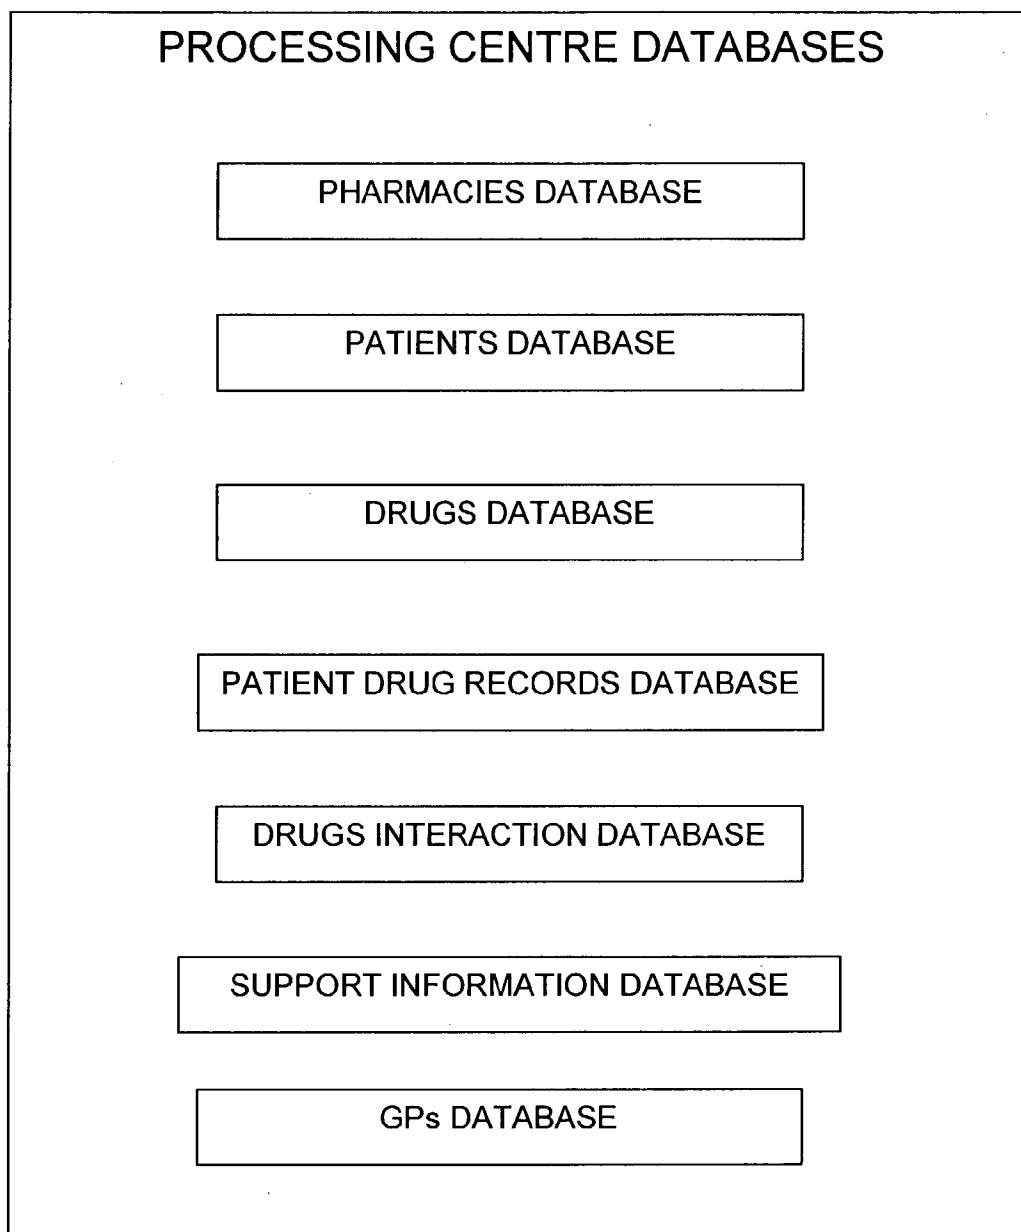 PROCESSING CENTRE DATABASES
PHARMACIES DATABASE
PATIENTS DATABASE
DRUGS DATABASE
PATIENT DRUG RECORDS DATABASE
DRUGS INTERACTION DATABASE
SUPPORT INFORMATION DATABASE
GPs DATABASE